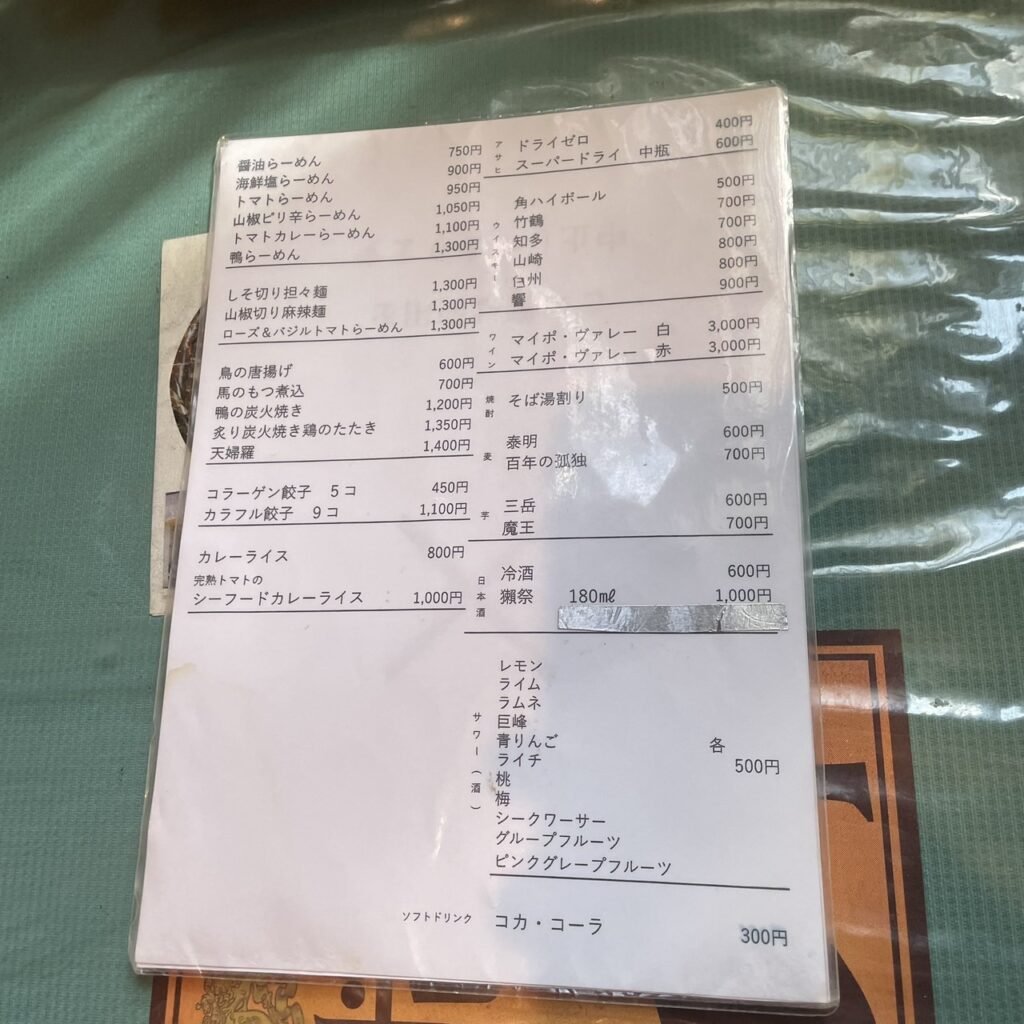 醤油らーめん 750円
海鮮塩らーめん 900円
トマトらーめん 950円
山椒ピリ辛らーめん 1,050円
トマトカレーらーめん 1,100円
鴨らーめん 1,300円
しそ切り担々麺 1,300円
山椒切り麻辣麺 1,300円
ローズ&バジルトマトらーめん 1,300円
鳥の唐揚げ 600円
馬のもつ煮込 700円
鴨の炭火焼き 1,200円
炙り炭火焼き鶏のたたき 1,350円
天婦羅 1,400円
コラーゲン餃子 5コ 450円
カラフル餃子 9コ 1,100円
カレーライス 800円
完熟トマトの
シーフードカレーライス 1,000円
アサヒ
ドライゼロ 400円
スーパードライ 中瓶 600円
ウイスキー
角ハイボール 500円
竹鶴 700円
知多 700円
山崎 800円
白州 800円
響 900円
ワイン
マイポ・ヴァレー 白 3,000円
マイポ・ヴァレー 赤 3,000円
焼酎
そば湯割り 500円
麦
泰明 600円
百年の孤独 700円
芋
三岳 600円
魔王 700円
日本酒
冷酒 600円
獺祭 180㎖ 1,000円
サワー(酒)
レモン
ライム
ラムネ
巨峰
青りんご
ライチ
桃
梅
シークワーサー
グループフルーツ
ピンクグレープフルーツ
各
500円
ソフトドリンク コカ・コーラ 300円